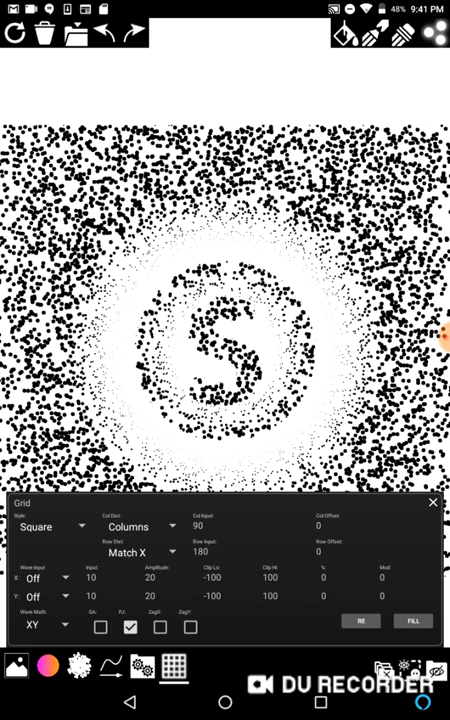 48% 9:41 PM
S
Grid
Style: Col Dist: Col Input: Col Offset:
Square Columns 90 0
Row Dist: Row Input: Row Offset:
Match X 180 0
Wave Input: Input: Amplitude: Clip Lo: Clip Hi: %: Mod:
X: Off 10 20 -100 100 0 0
Y: Off 10 20 -100 100 0 0
Wave Math: GA: PJ: ZagX: ZagY:
XY RE FILL
DU RECORDER